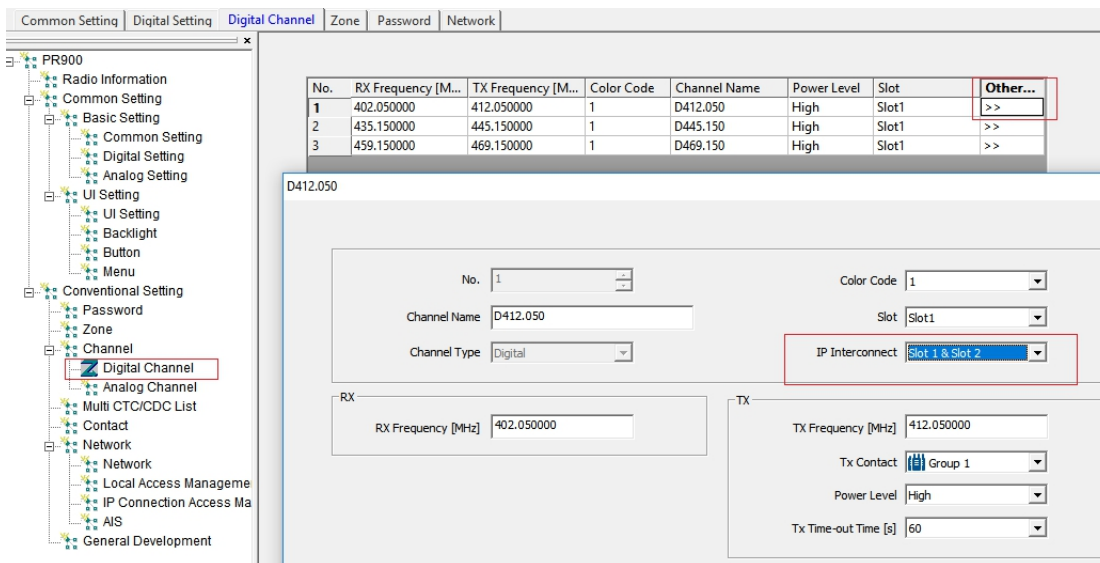 Common Setting Digital Setting Digital Channel Zone Password Network
PR900
Radio Information
Common Setting
Basic Setting
Common Setting
Digital Setting
Analog Setting
UI Setting
UI Setting
Backlight
Button
Menu
Conventional Setting
Password
Zone
Channel
Digital Channel
Analog Channel
Multi CTC/CDC List
Contact
Network
Network
Local Access Manageme
IP Connection Access Ma
AIS
General Development
No. RX Frequency [M... TX Frequency [M... Color Code Channel Name Power Level Slot Other...
1 402.050000 412.050000 1 D412.050 High Slot1 >>
2 435.150000 445.150000 1 D445.150 High Slot1 >>
3 459.150000 469.150000 1 D469.150 High Slot1 >>
D412.050
No. 1
Channel Name D412.050
Channel Type Digital
Color Code 1
Slot Slot1
IP Interconnect Slot 1 & Slot 2
RX
RX Frequency [MHz] 402.050000
TX
TX Frequency [MHz] 412.050000
Tx Contact Group 1
Power Level High
Tx Time-out Time [s] 60